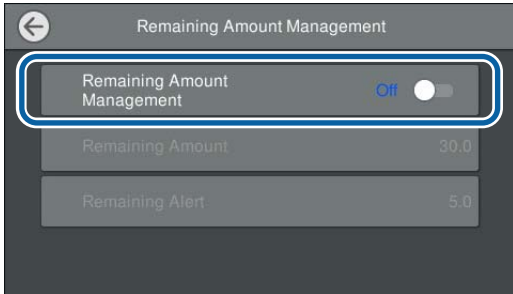 Remaining Amount Management
Remaining Amount
Management
Off
Remaining Amount
30.0
Remaining Alert
5.0